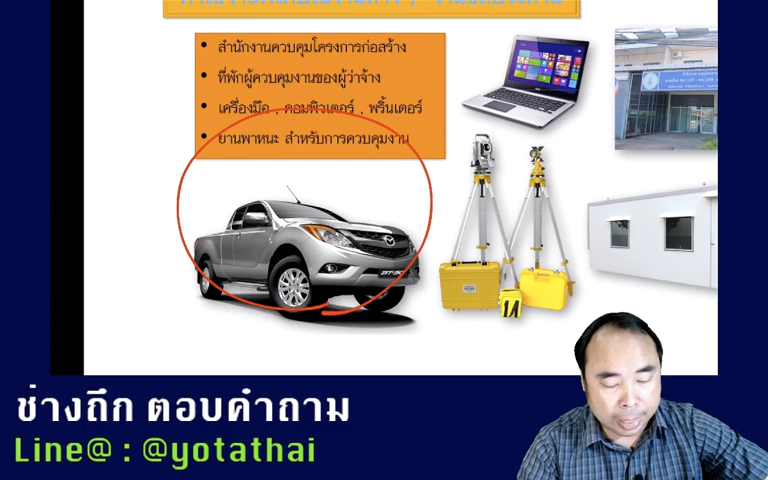 สำนักงานควบคุมโครงการก่อสร้าง
ที่พักผู้ควบคุมงานของผู้ว่าจ้าง
เครื่องมือ , คอมพิวเตอร์ , พริ้นเตอร์
ยานพาหนะ สำหรับการควบคุมงาน
BT-50
1A
ช่างถึก ตอบคำถาม
Line@ : @yotathai